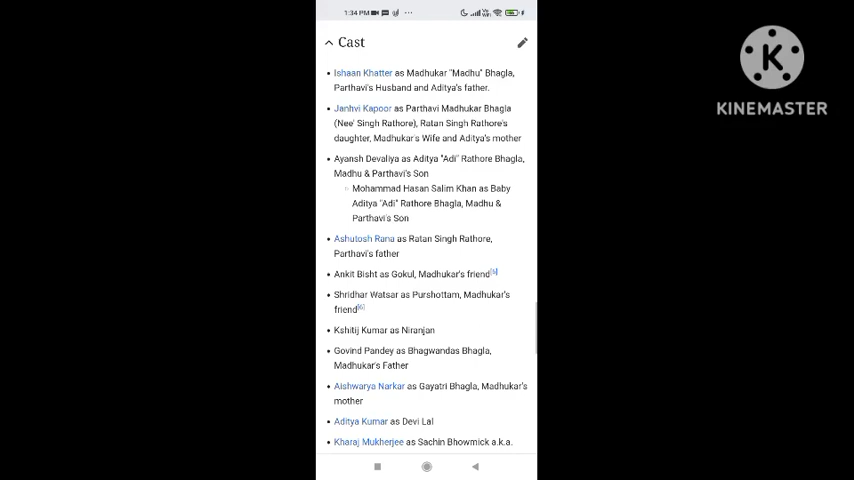 1:34 PM
Cast
Ishaan Khatter as Madhukar "Madhu" Bhagla,
Parthavi's Husband and Aditya's father.
Janhvi Kapoor as Parthavi Madhukar Bhagla
(Nee' Singh Rathore), Ratan Singh Rathore's
daughter, Madhukar's Wife and Aditya's mother
Ayansh Devaliya as Aditya "Adi" Rathore Bhagla,
Madhu & Parthavi's Son
Mohammad Hasan Salim Khan as Baby
Aditya "Adi" Rathore Bhagla, Madhu &
Parthavi's Son
Ashutosh Rana as Ratan Singh Rathore,
Parthavi's father
Ankit Bisht as Gokul, Madhukar's friend[5]
Shridhar Watsar as Purshottam, Madhukar's
friend[6]
Kshitij Kumar as Niranjan
Govind Pandey as Bhagwandas Bhagla,
Madhukar's Father
Aishwarya Narkar as Gayatri Bhagla, Madhukar's
mother
Aditya Kumar as Devi Lal
Kharaj Mukherjee as Sachin Bhowmick a.k.a.
K
KINEMASTER